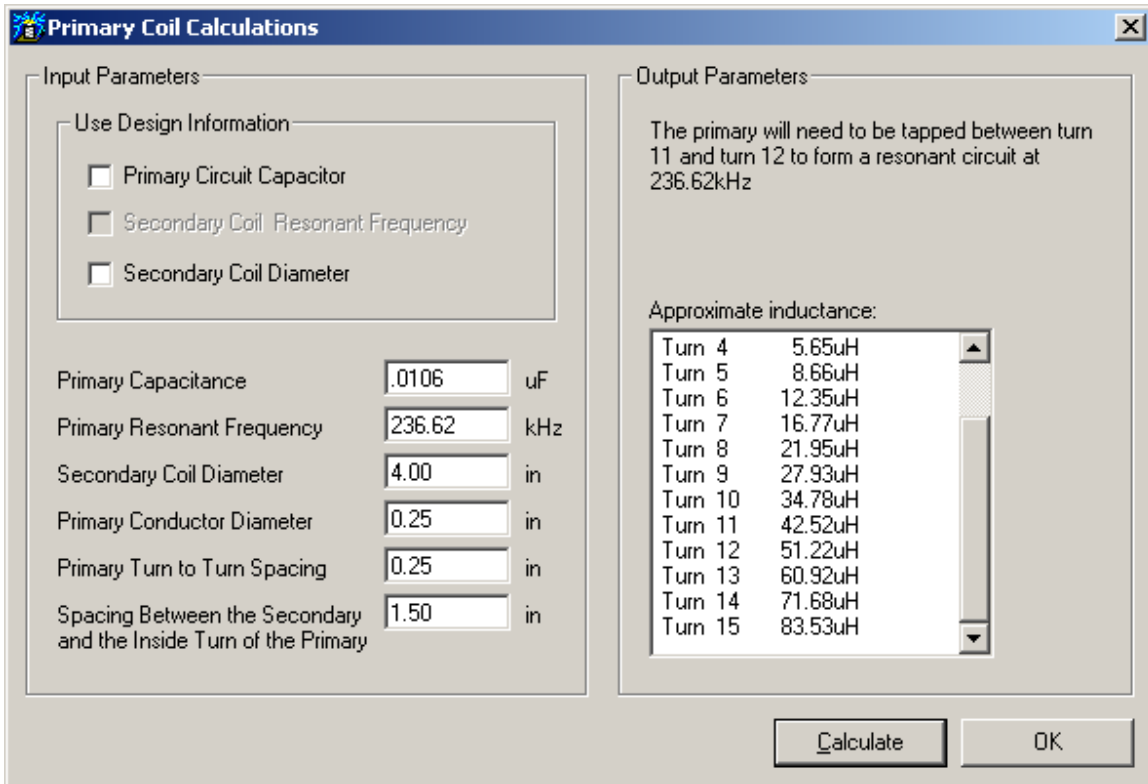 Primary Coil Calculations
Input Parameters
Use Design Information
Primary Circuit Capacitor
Secondary Coil  Resonant Frequency
Secondary Coil Diameter
Primary Capacitance .0106 uF
Primary Resonant Frequency 236.62 kHz
Secondary Coil Diameter 4.00 in
Primary Conductor Diameter 0.25 in
Primary Turn to Turn Spacing 0.25 in
Spacing Between the Secondary 1.50 in
and the Inside Turn of the Primary
Output Parameters
The primary will need to be tapped between turn
11 and turn 12 to form a resonant circuit at
236.62kHz
Approximate inductance:
Turn 4 5.65uH
Turn 5 8.66uH
Turn 6 12.35uH
Turn 7 16.77uH
Turn 8 21.95uH
Turn 9 27.93uH
Turn 10 34.78uH
Turn 11 42.52uH
Turn 12 51.22uH
Turn 13 60.92uH
Turn 14 71.68uH
Turn 15 83.53uH
Calculate
OK